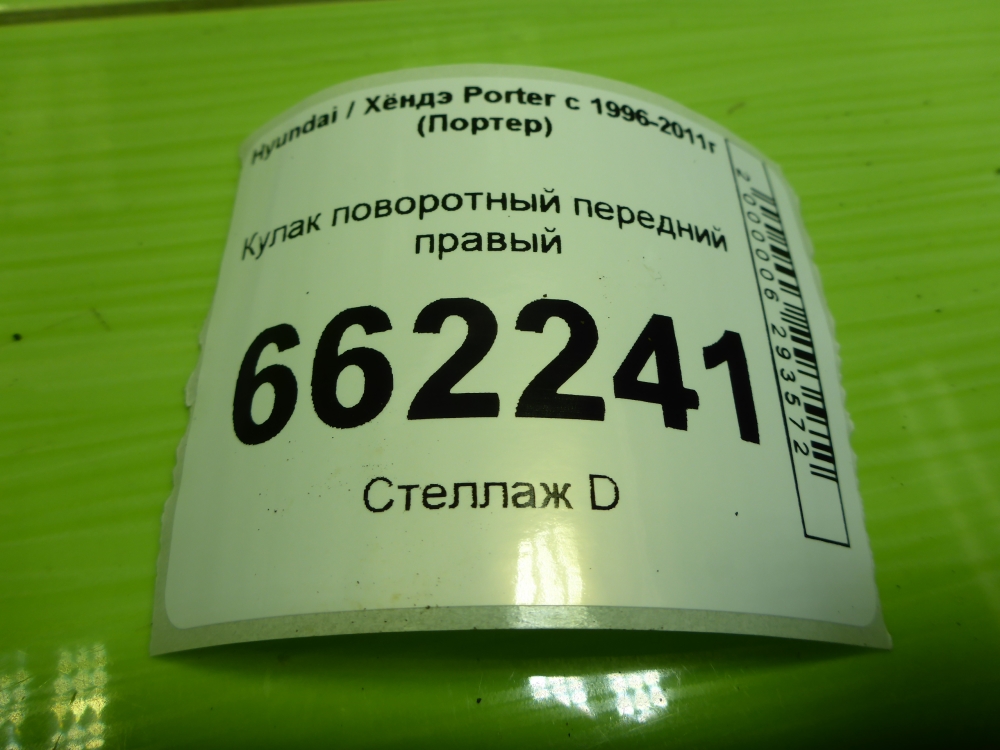 Hyundai / Хёндэ Porter с 1996-2011г
(Портер)
Кулак поворотный передний
правый
662241
Стеллаж D
2000006293572